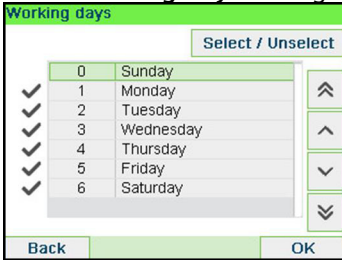 Working days
Select / Unselect
0 Sunday
1 Monday
2 Tuesday
3 Wednesday
4 Thursday
5 Friday
6 Saturday
Back OK